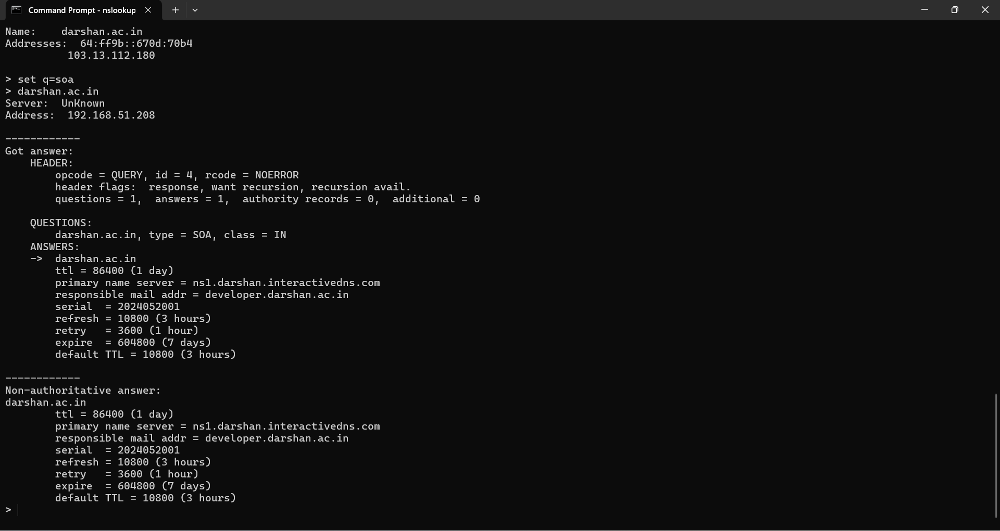 Command Prompt - nslookup
Name:    darshan.ac.in
Addresses:  64:ff9b::670d:70b4
          103.13.112.180
> set q=soa
> darshan.ac.in
Server:  UnKnown
Address:  192.168.51.208
------------
Got answer:
    HEADER:
        opcode = QUERY, id = 4, rcode = NOERROR
        header flags:  response, want recursion, recursion avail.
        questions = 1,  answers = 1,  authority records = 0,  additional = 0
    QUESTIONS:
        darshan.ac.in, type = SOA, class = IN
    ANSWERS:
    ->  darshan.ac.in
        ttl = 86400 (1 day)
        primary name server = ns1.darshan.interactivedns.com
        responsible mail addr = developer.darshan.ac.in
        serial  = 2024052001
        refresh = 10800 (3 hours)
        retry   = 3600 (1 hour)
        expire  = 604800 (7 days)
        default TTL = 10800 (3 hours)
------------
Non-authoritative answer:
darshan.ac.in
        ttl = 86400 (1 day)
        primary name server = ns1.darshan.interactivedns.com
        responsible mail addr = developer.darshan.ac.in
        serial  = 2024052001
        refresh = 10800 (3 hours)
        retry   = 3600 (1 hour)
        expire  = 604800 (7 days)
        default TTL = 10800 (3 hours)
>